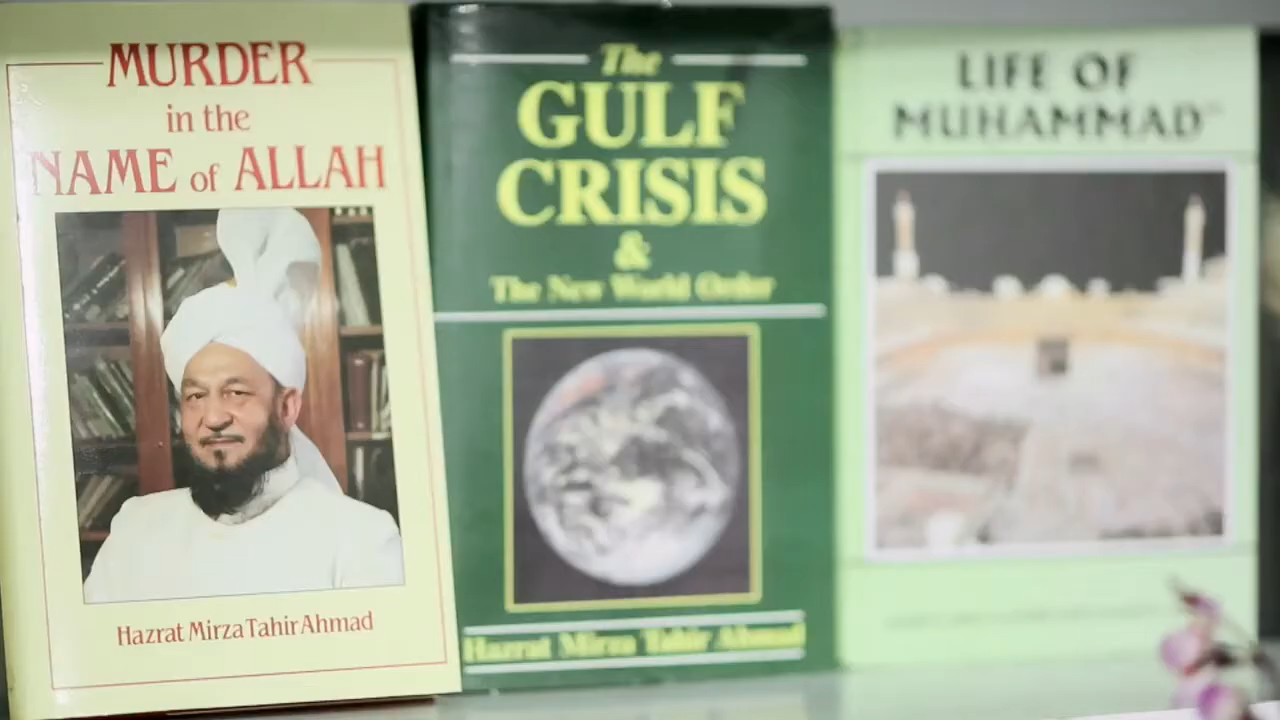 MURDER
in the
NAME of ALLAH
Hazrat Mirza Tahir Ahmad
The
GULF
CRISIS
&
The New World Order
Hazrat Mirza Tahir Ahmad
LIFE OF
MUHAMMAD